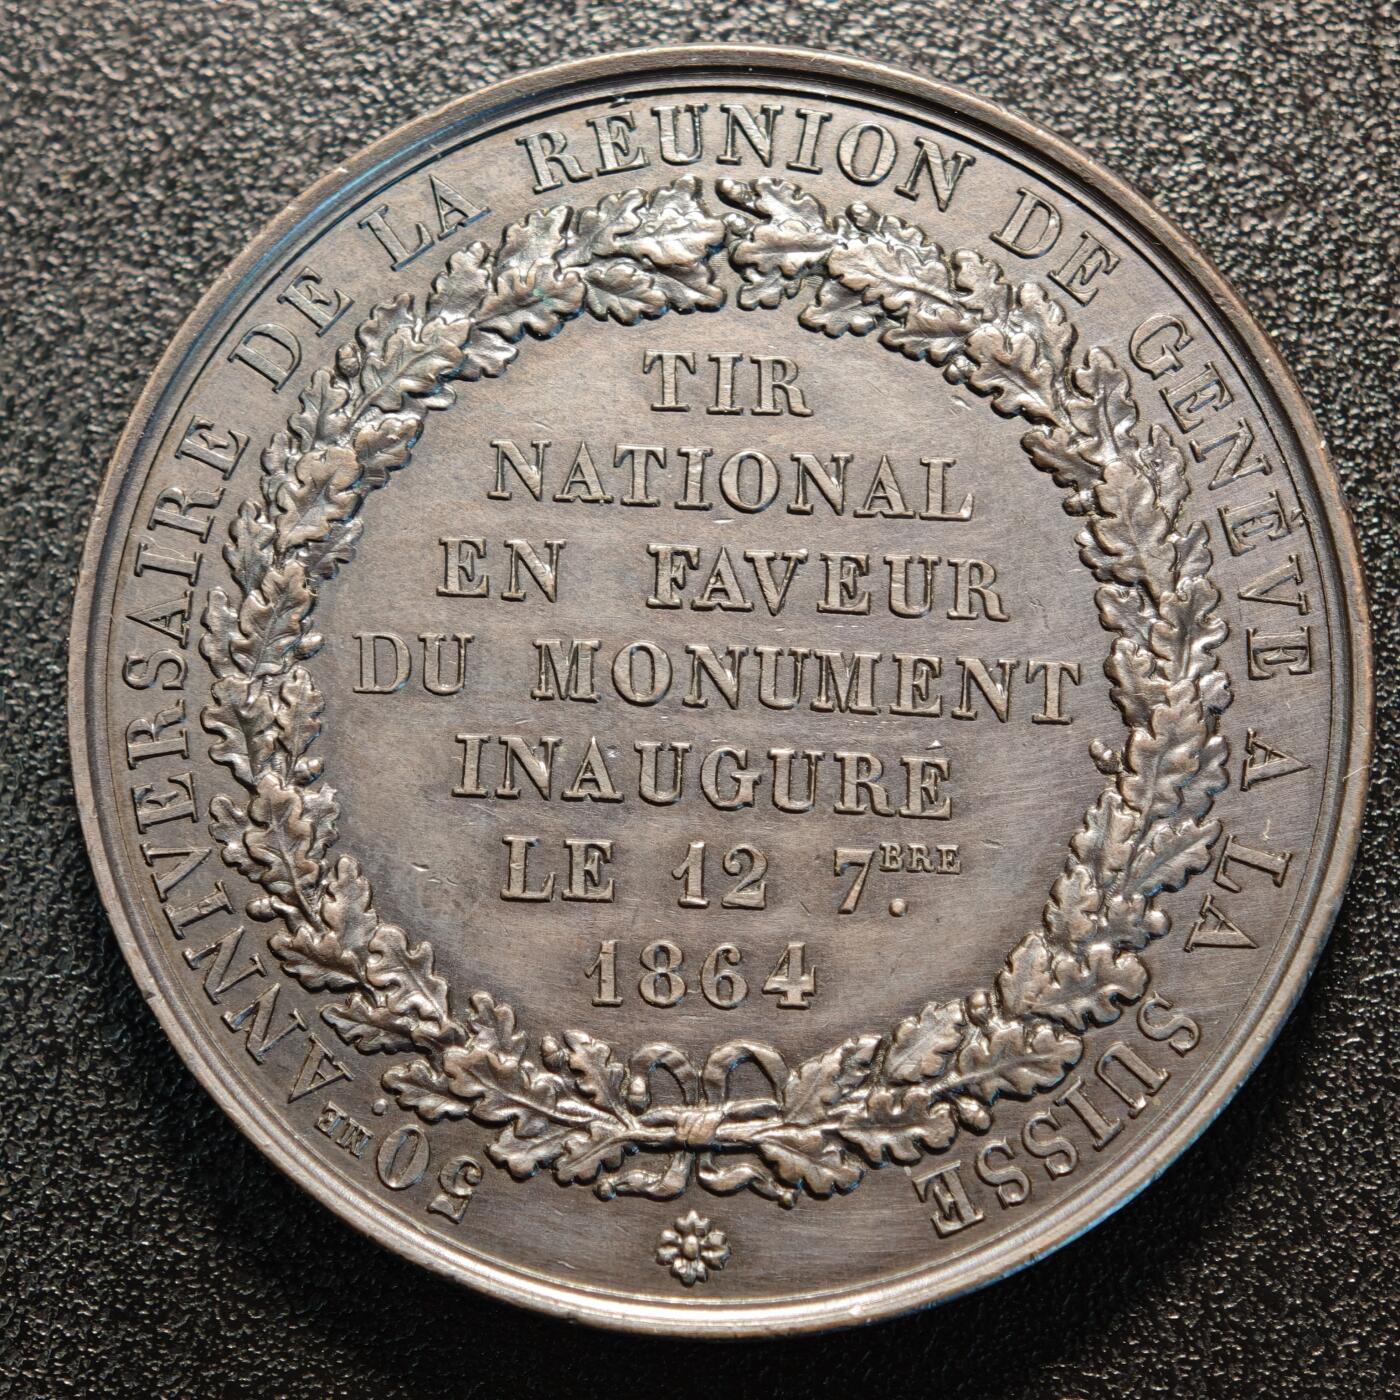 50.ME ANNIVERSAIRE DE LA RÉUNION DE GENÈVE A LA SUISSE
TIR
NATIONAL
EN FAVEUR
DU MONUMENT
INAUGURÉ
LE 12 7.BRE
1864